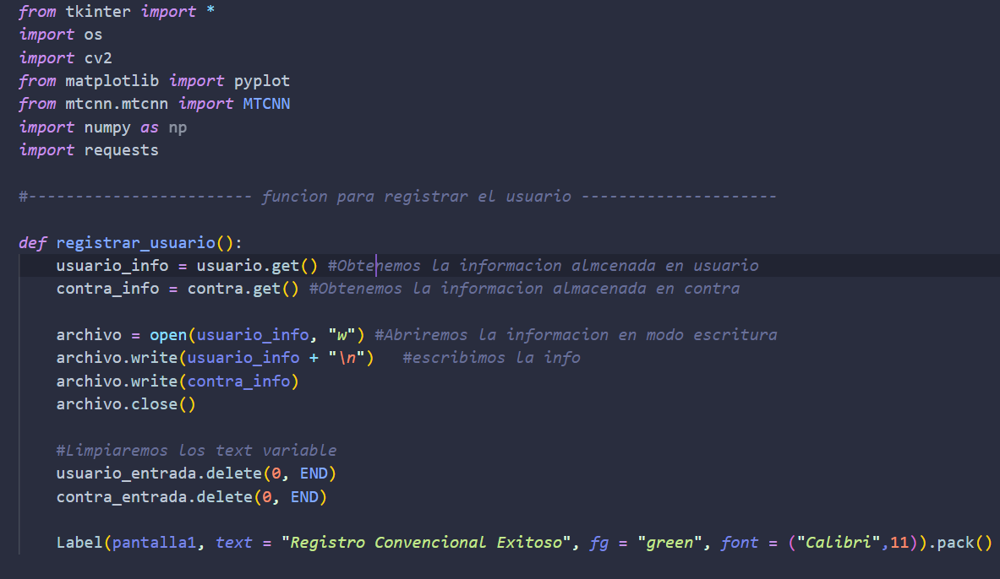 from tkinter import *
import os
import cv2
from matplotlib import pyplot
from mtcnn.mtcnn import MTCNN
import numpy as np
import requests
#------------------------ funcion para registrar el usuario ---------------------
def registrar_usuario():
usuario_info = usuario.get() #Obtenemos la informacion almcenada en usuario
contra_info = contra.get() #Obtenemos la informacion almacenada en contra
archivo = open(usuario_info, "w") #Abriremos la informacion en modo escritura
archivo.write(usuario_info + "\n")   #escribimos la info
archivo.write(contra_info)
archivo.close()
#Limpiaremos los text variable
usuario_entrada.delete(0, END)
contra_entrada.delete(0, END)
Label(pantalla1, text = "Registro Convencional Exitoso", fg = "green", font = ("Calibri",11)).pack()